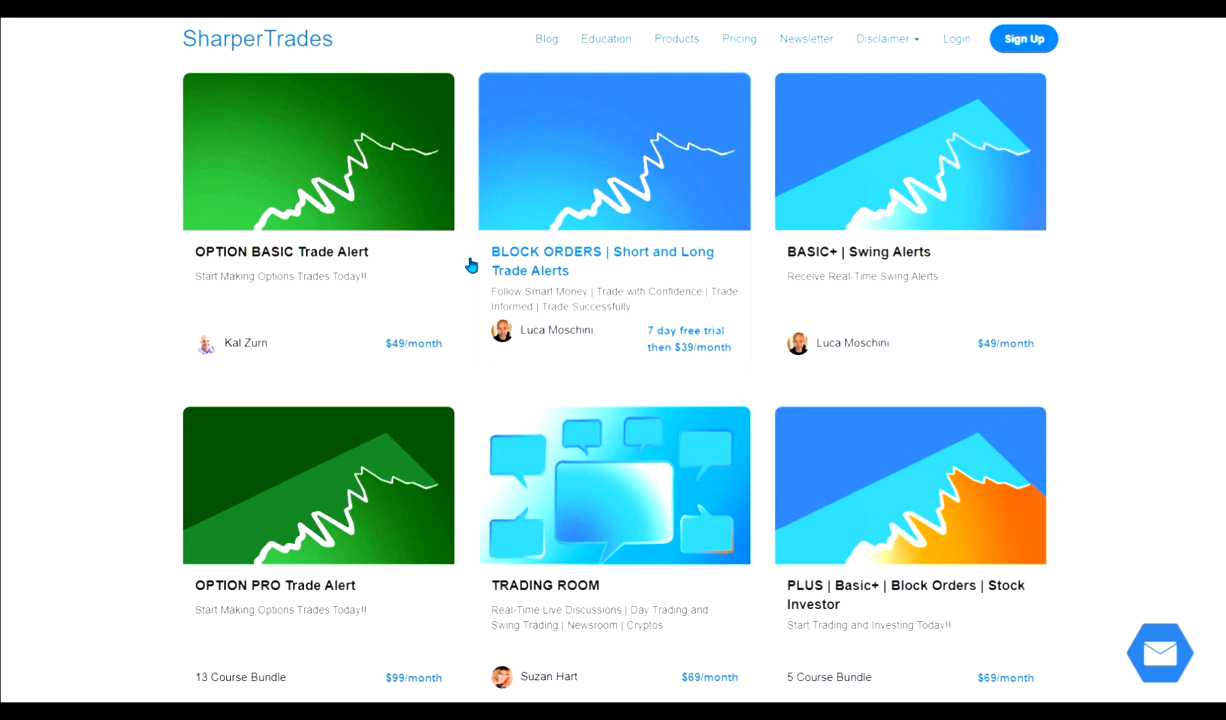 SharperTrades
Blog Education Products Pricing Newsletter Disclaimer Login Sign Up
OPTION BASIC Trade Alert
Start Making Options Trades Today!!
Kal Zurn
$49/month
BLOCK ORDERS | Short and Long
Trade Alerts
Follow Smart Money | Trade with Confidence | Trade
Informed | Trade Successfully
Luca Moschini
7 day free trial
then $39/month
BASIC+ | Swing Alerts
Receive Real-Time Swing Alerts
Luca Moschini
$49/month
OPTION PRO Trade Alert
Start Making Options Trades Today!!
13 Course Bundle
$99/month
TRADING ROOM
Real-Time Live Discussions | Day Trading and
Swing Trading | Newsroom | Cryptos
Suzan Hart
$69/month
PLUS | Basic+ | Block Orders | Stock
Investor
Start Trading and Investing Today!!
5 Course Bundle
$69/month